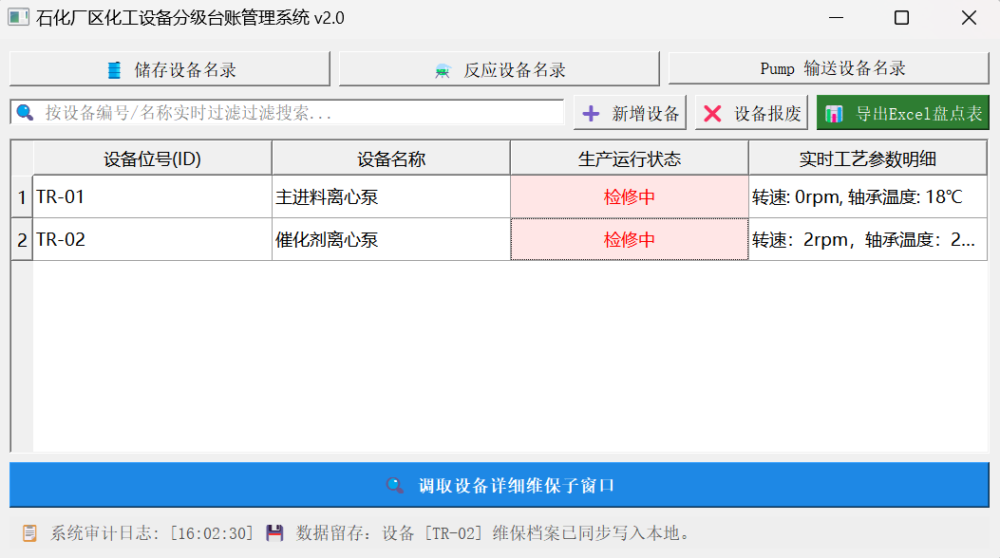 石化厂区化工设备分级台账管理系统 v2.0
储存设备名录 反应设备名录 Pump 输送设备名录
按设备编号/名称实时过滤过滤搜索... 新增设备 设备报废 导出Excel盘点表
设备位号(ID) 设备名称 生产运行状态 实时工艺参数明细
1 TR-01 主进料离心泵 检修中 转速: 0rpm, 轴承温度: 18℃
2 TR-02 催化剂离心泵 检修中 转速：2rpm，轴承温度：2...
调取设备详细维保子窗口
系统审计日志: [16:02:30] 数据留存: 设备 [TR-02] 维保档案已同步写入本地。